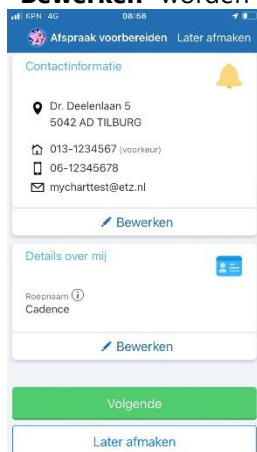 "Bewerken" worden
KPN 4G 08:58
Afspraak voorbereiden Later afmaken
Contactinformatie
Dr. Deelenlaan 5
5042 AD TILBURG
013-1234567 (voorkeur)
06-12345678
mycharttest@etz.nl
Bewerken
Details over mij
Roepnaam
Cadence
Bewerken
Volgende
Later afmaken